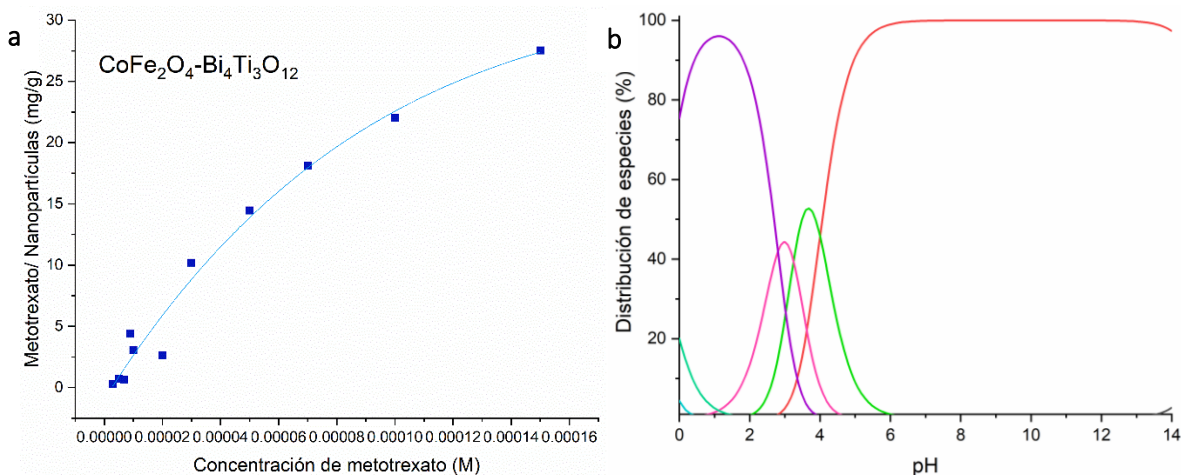 a
CoFe₂O₄-Bi₄Ti₃O₁₂
Metotrexato/ Nanopartículas (mg/g)
30
25
20
15
10
5
0
0.00000 0.00002 0.00004 0.00006 0.00008 0.00010 0.00012 0.00014 0.00016
Concentración de metotrexato (M)
b
Distribución de especies (%)
100
80
60
40
20
0 2 4 6 8 10 12 14
pH